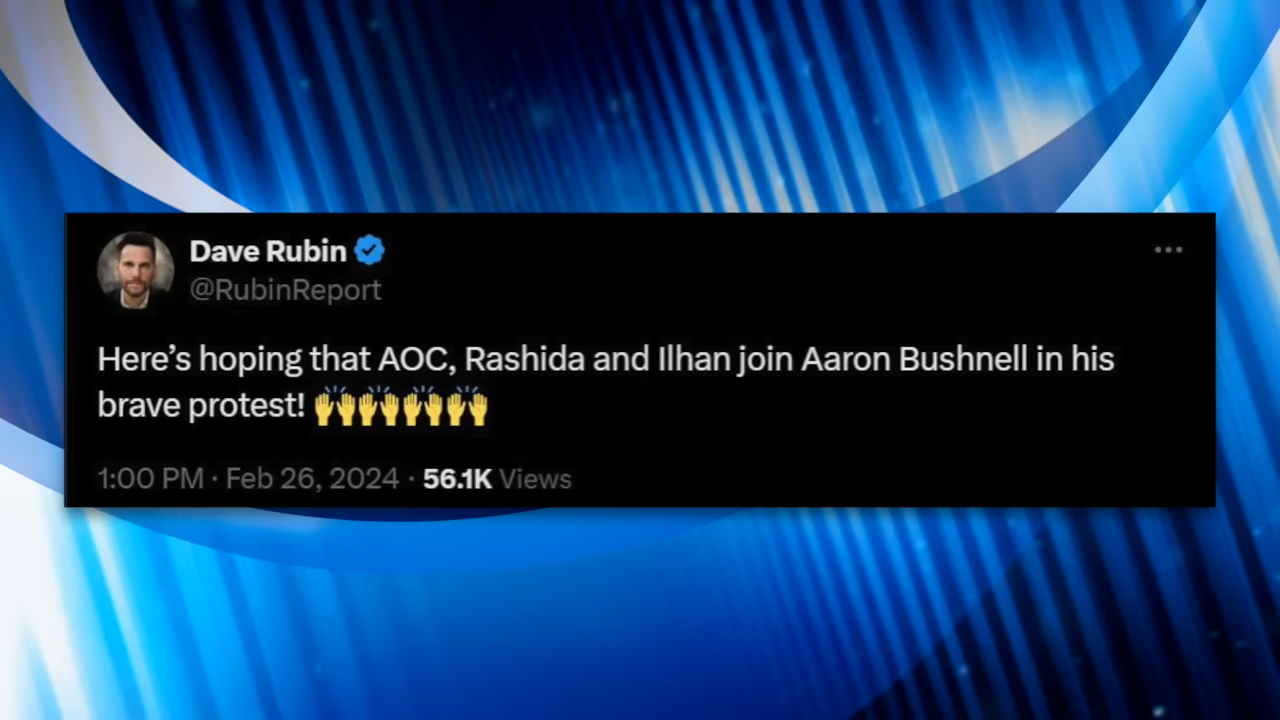 Dave Rubin
@RubinReport
Here’s hoping that AOC, Rashida and Ilhan join Aaron Bushnell in his
brave protest! 🙌🙌🙌🙌
1:00 PM · Feb 26, 2024 · 56.1K Views